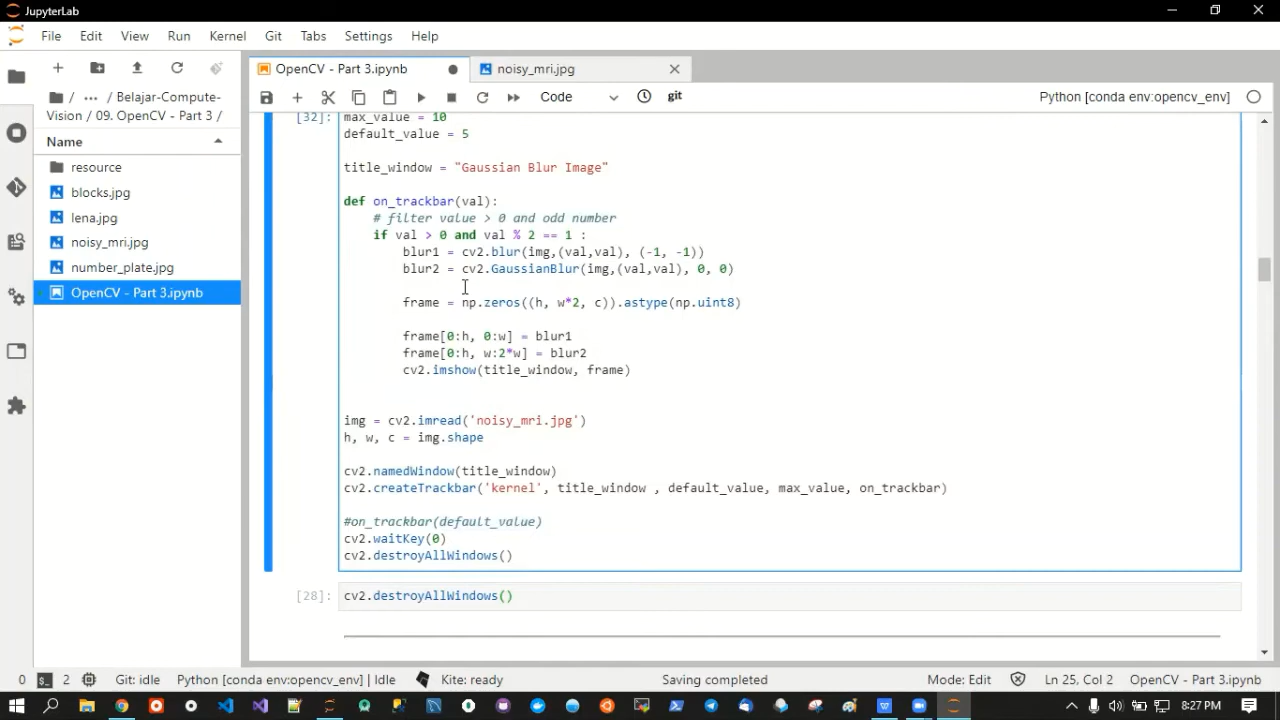 JupyterLab
File Edit View Run Kernel Git Tabs Settings Help
OpenCV - Part 3.ipynb
noisy_mri.jpg
Code
git
Python [conda env:opencv_env]
/ ... / Belajar-Compute-
Vision / 09. OpenCV - Part 3 /
Name
resource
blocks.jpg
lena.jpg
noisy_mri.jpg
number_plate.jpg
OpenCV - Part 3.ipynb
[32]:
max_value = 10
default_value = 5
title_window = "Gaussian Blur Image"
def on_trackbar(val):
# filter value > 0 and odd number
if val > 0 and val % 2 == 1 :
blur1 = cv2.blur(img,(val,val), (-1, -1))
blur2 = cv2.GaussianBlur(img,(val,val), 0, 0)
frame = np.zeros((h, w*2, c)).astype(np.uint8)
frame[0:h, 0:w] = blur1
frame[0:h, w:2*w] = blur2
cv2.imshow(title_window, frame)
img = cv2.imread('noisy_mri.jpg')
h, w, c = img.shape
cv2.namedWindow(title_window)
cv2.createTrackbar('kernel', title_window , default_value, max_value, on_trackbar)
#on_trackbar(default_value)
cv2.waitKey(0)
cv2.destroyAllWindows()
[28]:
cv2.destroyAllWindows()
0 2 Git: idle Python [conda env:opencv_env] | Idle Kite: ready Saving completed Mode: Edit Ln 25, Col 2 OpenCV - Part 3.ipynb
8:27 PM